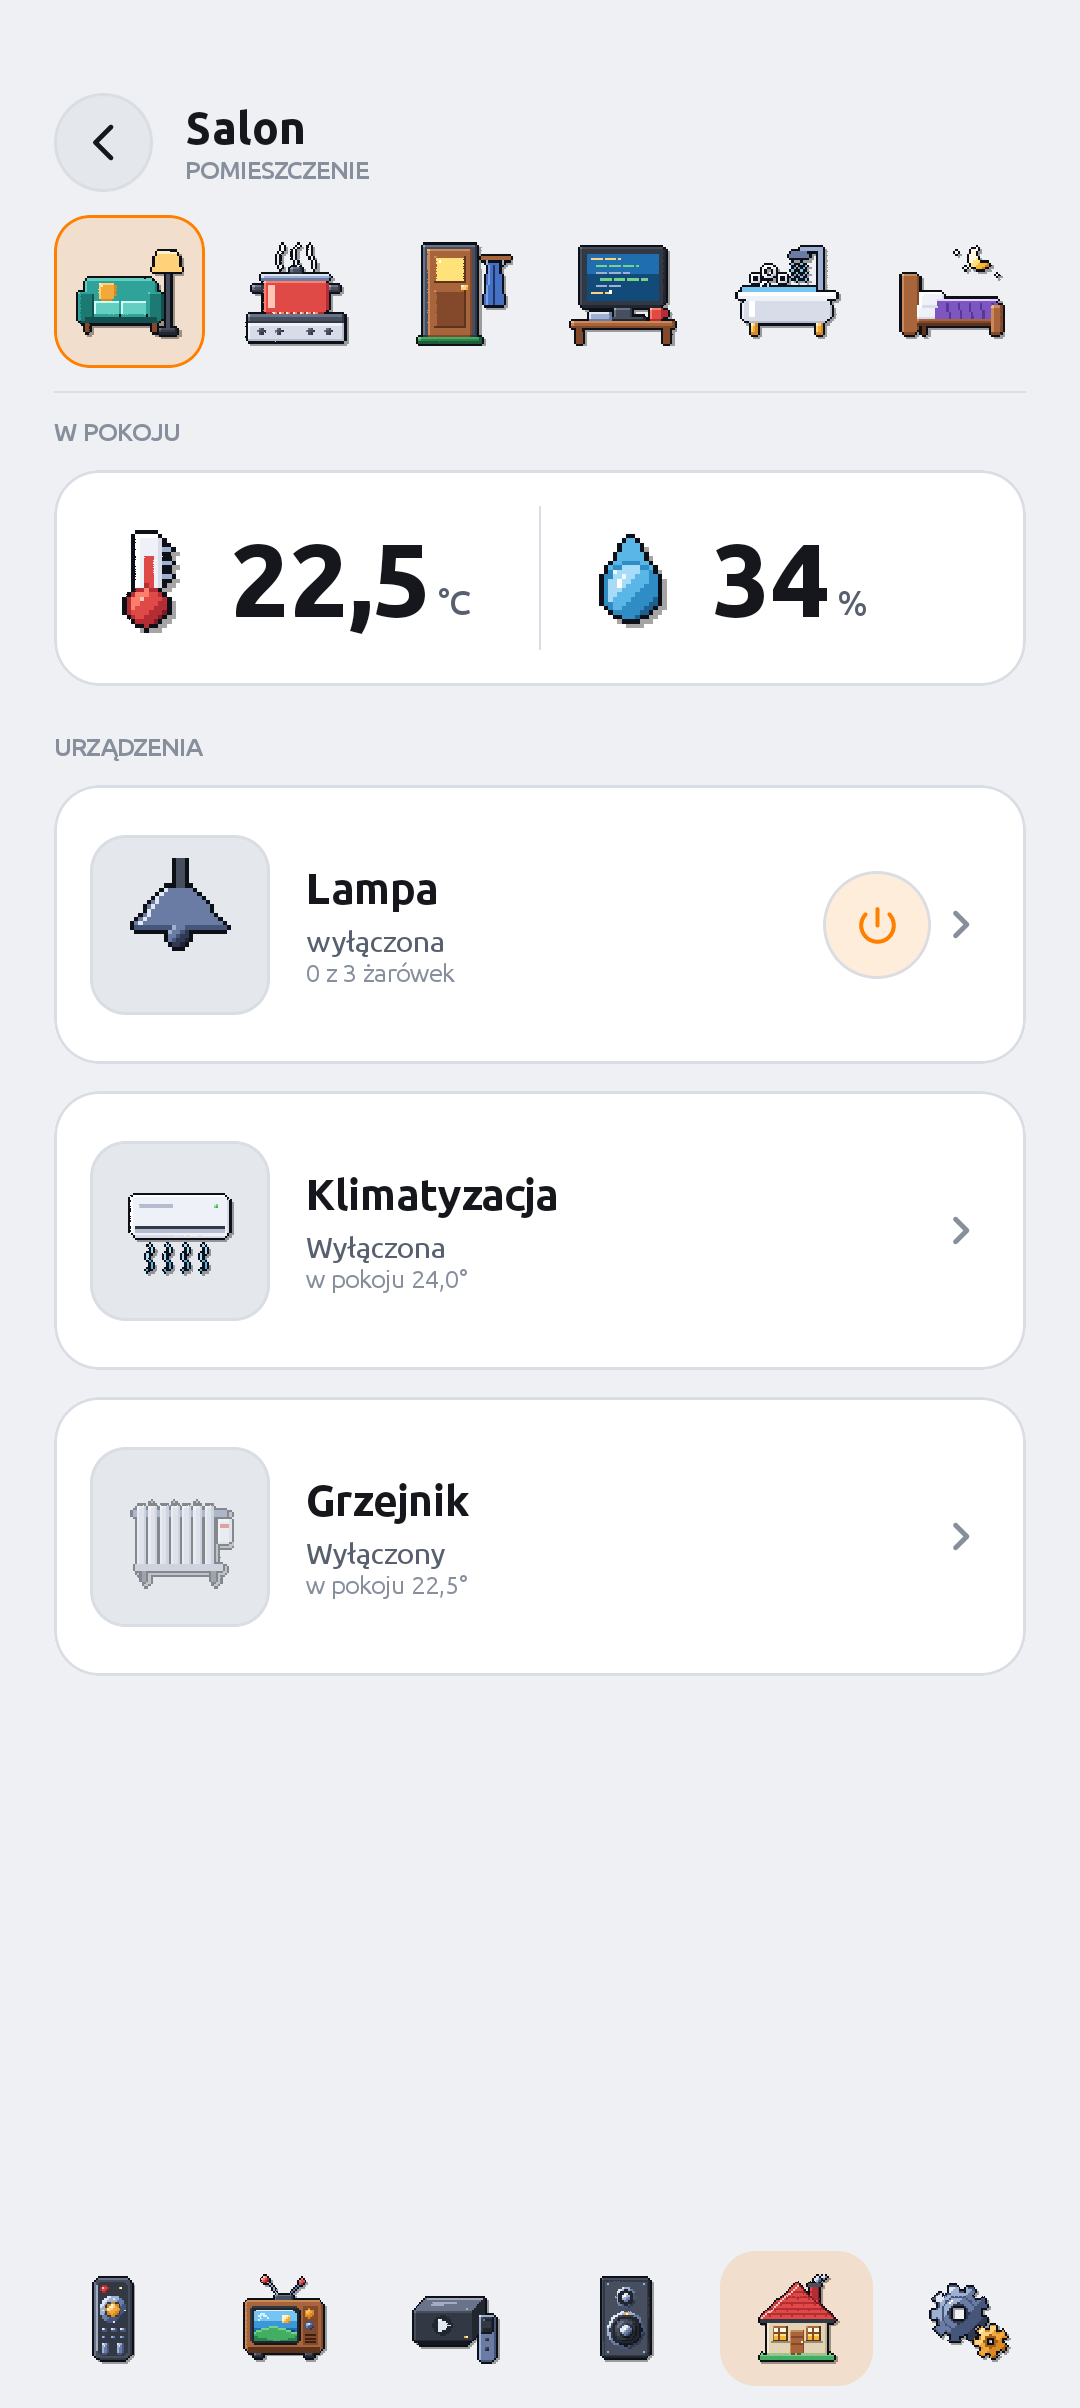 Salon
POMIESZCZENIE
W POKOJU
22,5 °C
34 %
URZĄDZENIA
Lampa
wyłączona
0 z 3 żarówek
Klimatyzacja
Wyłączona
w pokoju 24,0°
Grzejnik
Wyłączony
w pokoju 22,5°